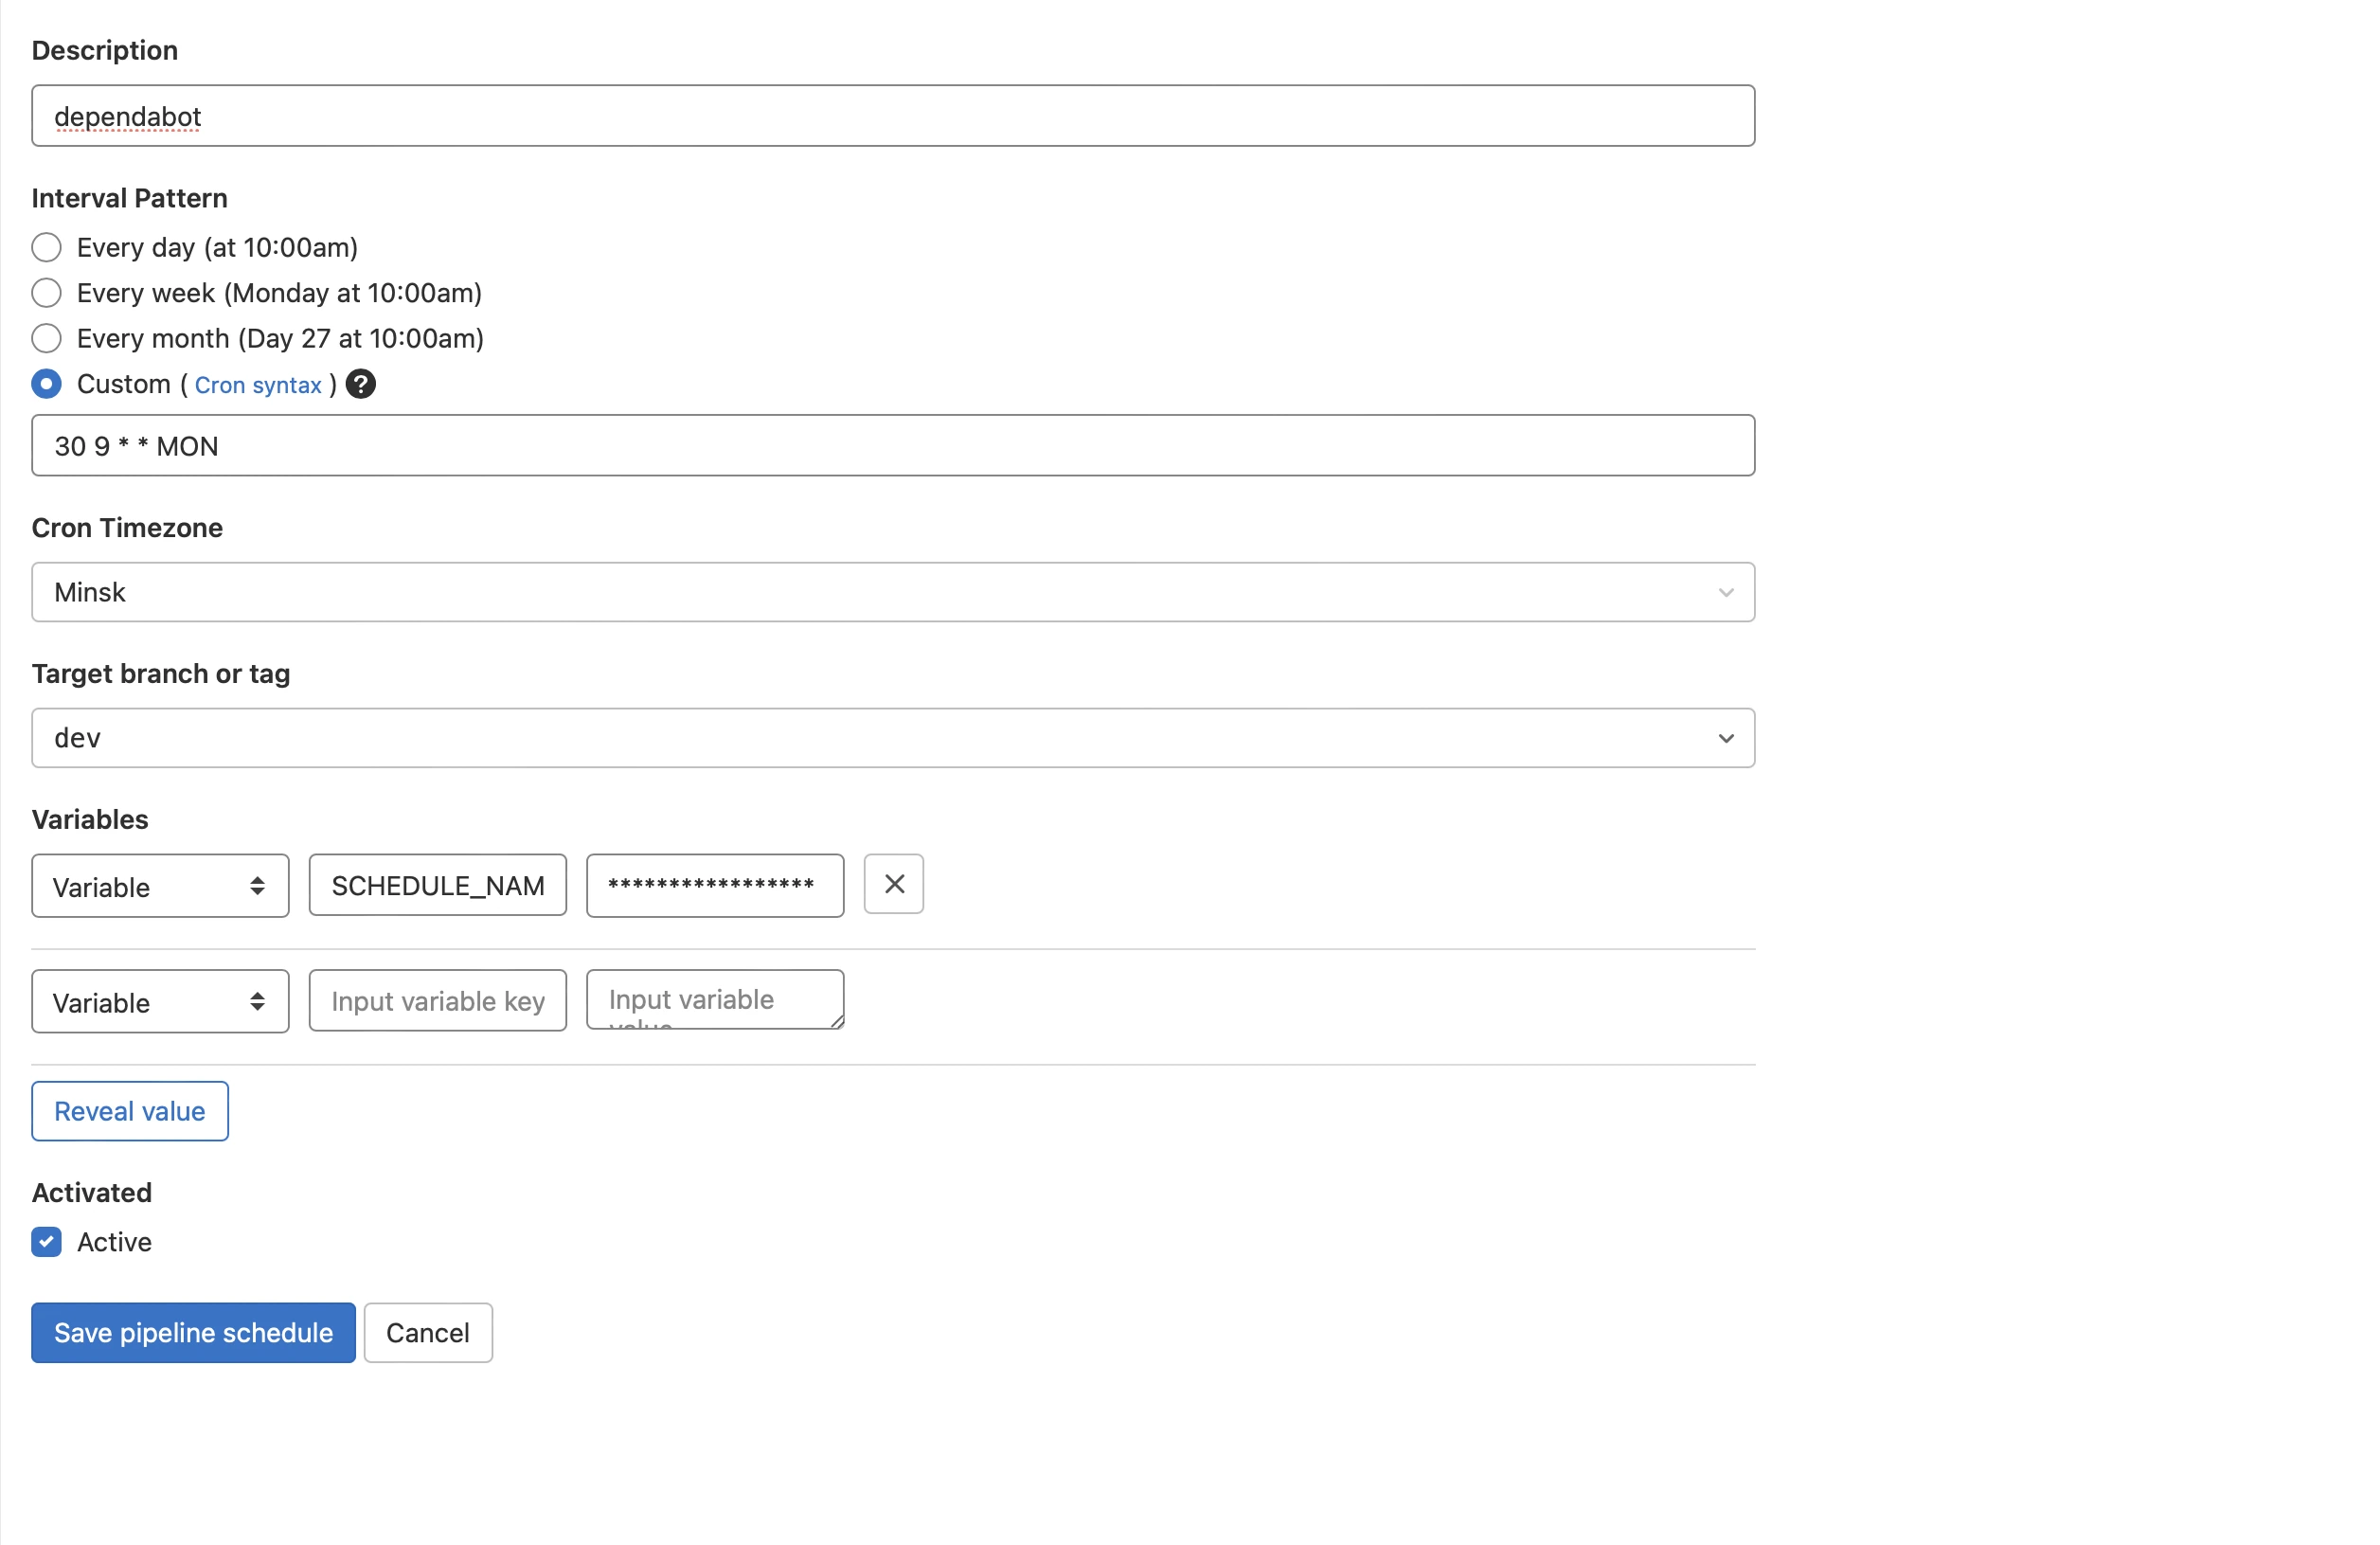 Description
dependabot
Interval Pattern
Every day (at 10:00am)
Every week (Monday at 10:00am)
Every month (Day 27 at 10:00am)
Custom ( Cron syntax ) ?
30 9 * * MON
Cron Timezone
Minsk
Target branch or tag
dev
Variables
Variable SCHEDULE_NAM *****************
Variable Input variable key Input variable
value
Reveal value
Activated
Active
Save pipeline schedule Cancel